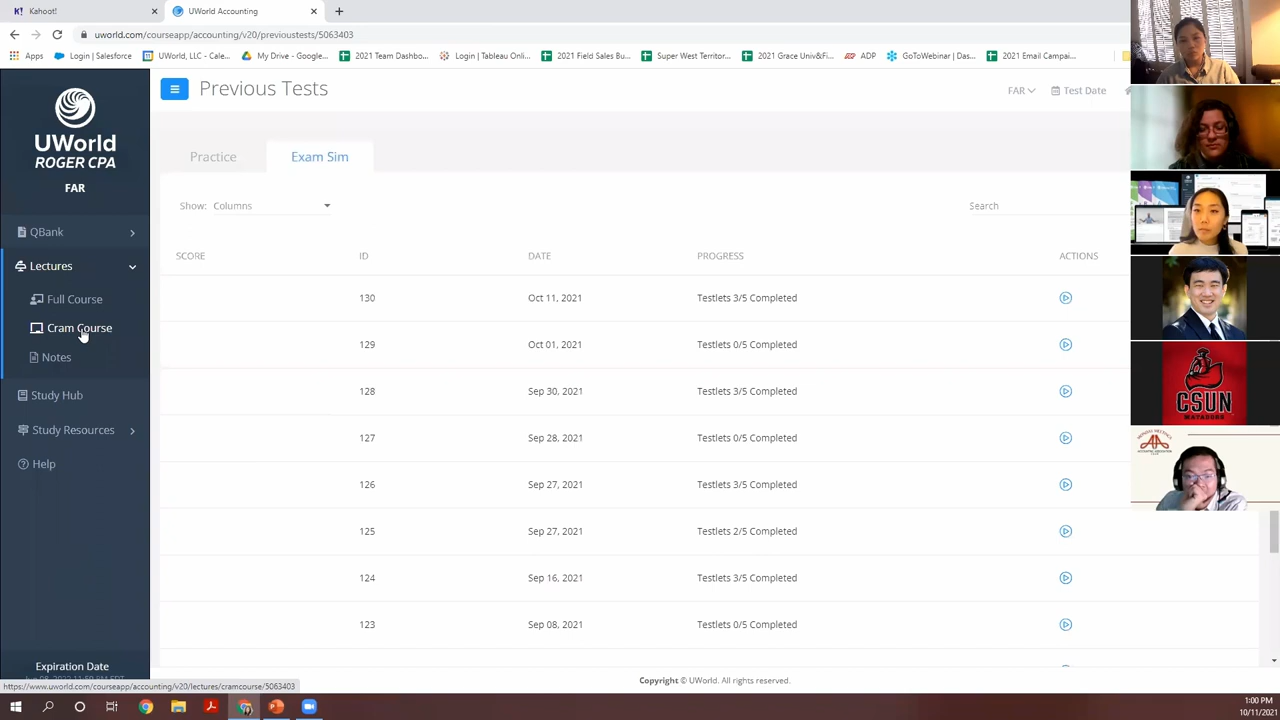 Kahoot!
UWorld Accounting
uworld.com/courseapp/accounting/v20/previoustests/5063403
Apps
Login | Salesforce
UWorld, LLC - Cale...
My Drive - Google...
2021 Team Dashbo...
Login | Tableau...
2021 Field Sales Bu...
Super West Territor...
2021 Goals Univ&Fi...
ADP
GoToWebinar | Das...
2021 Email Campai...
UWorld
ROGER CPA
FAR
QBank
Lectures
Full Course
Cram Course
Notes
Study Hub
Study Resources
Help
Expiration Date
Previous Tests
FAR
Test Date
Practice
Exam Sim
Show: Columns
Search
SCORE ID DATE PROGRESS ACTIONS
130 Oct 11, 2021 Testlets 3/5 Completed
129 Oct 01, 2021 Testlets 0/5 Completed
128 Sep 30, 2021 Testlets 3/5 Completed
127 Sep 28, 2021 Testlets 0/5 Completed
126 Sep 27, 2021 Testlets 3/5 Completed
125 Sep 27, 2021 Testlets 2/5 Completed
124 Sep 16, 2021 Testlets 3/5 Completed
123 Sep 08, 2021 Testlets 0/5 Completed
Copyright © UWorld. All rights reserved.
https://www.uworld.com/courseapp/accounting/v20/lectures/cramcourse/5063403
CSUN
MATADORS
1:00 PM
10/11/2021